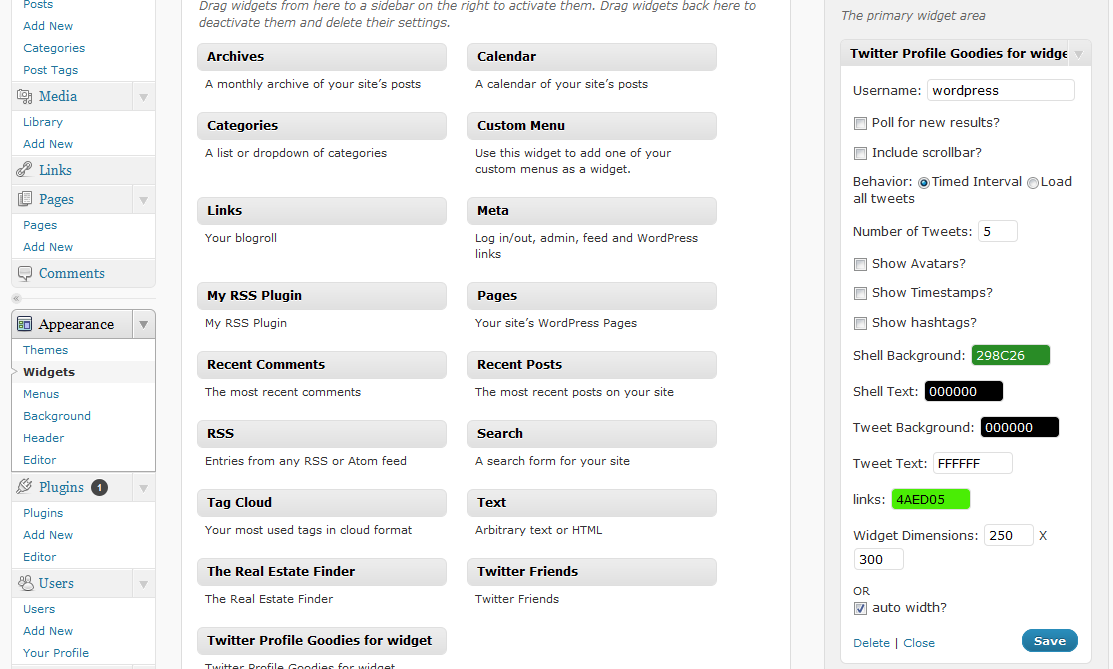 Posts
Add New
Categories
Post Tags
Media
Library
Add New
Links
Pages
Pages
Add New
Comments
Appearance
Themes
Widgets
Menus
Background
Header
Editor
Plugins 1
Plugins
Add New
Editor
Users
Users
Add New
Your Profile
Drag widgets from here to a sidebar on the right to activate them. Drag widgets back here to
deactivate them and delete their settings.
Archives
A monthly archive of your site's posts
Calendar
A calendar of your site's posts
Categories
A list or dropdown of categories
Custom Menu
Use this widget to add one of your
custom menus as a widget.
Links
Your blogroll
Meta
Log in/out, admin, feed and WordPress
links
My RSS Plugin
My RSS Plugin
Pages
Your site's WordPress Pages
Recent Comments
The most recent comments
Recent Posts
The most recent posts on your site
RSS
Entries from any RSS or Atom feed
Search
A search form for your site
Tag Cloud
Your most used tags in cloud format
Text
Arbitrary text or HTML
The Real Estate Finder
The Real Estate Finder
Twitter Friends
Twitter Friends
Twitter Profile Goodies for widget
Twitter Profile Goodies for widget
The primary widget area
Twitter Profile Goodies for widge
Username: wordpress
Poll for new results?
Include scrollbar?
Behavior: Timed Interval Load
all tweets
Number of Tweets: 5
Show Avatars?
Show Timestamps?
Show hashtags?
Shell Background: 298C26
Shell Text: 000000
Tweet Background: 000000
Tweet Text: FFFFFF
links: 4AED05
Widget Dimensions: 250 X
300
OR
auto width?
Delete | Close
Save